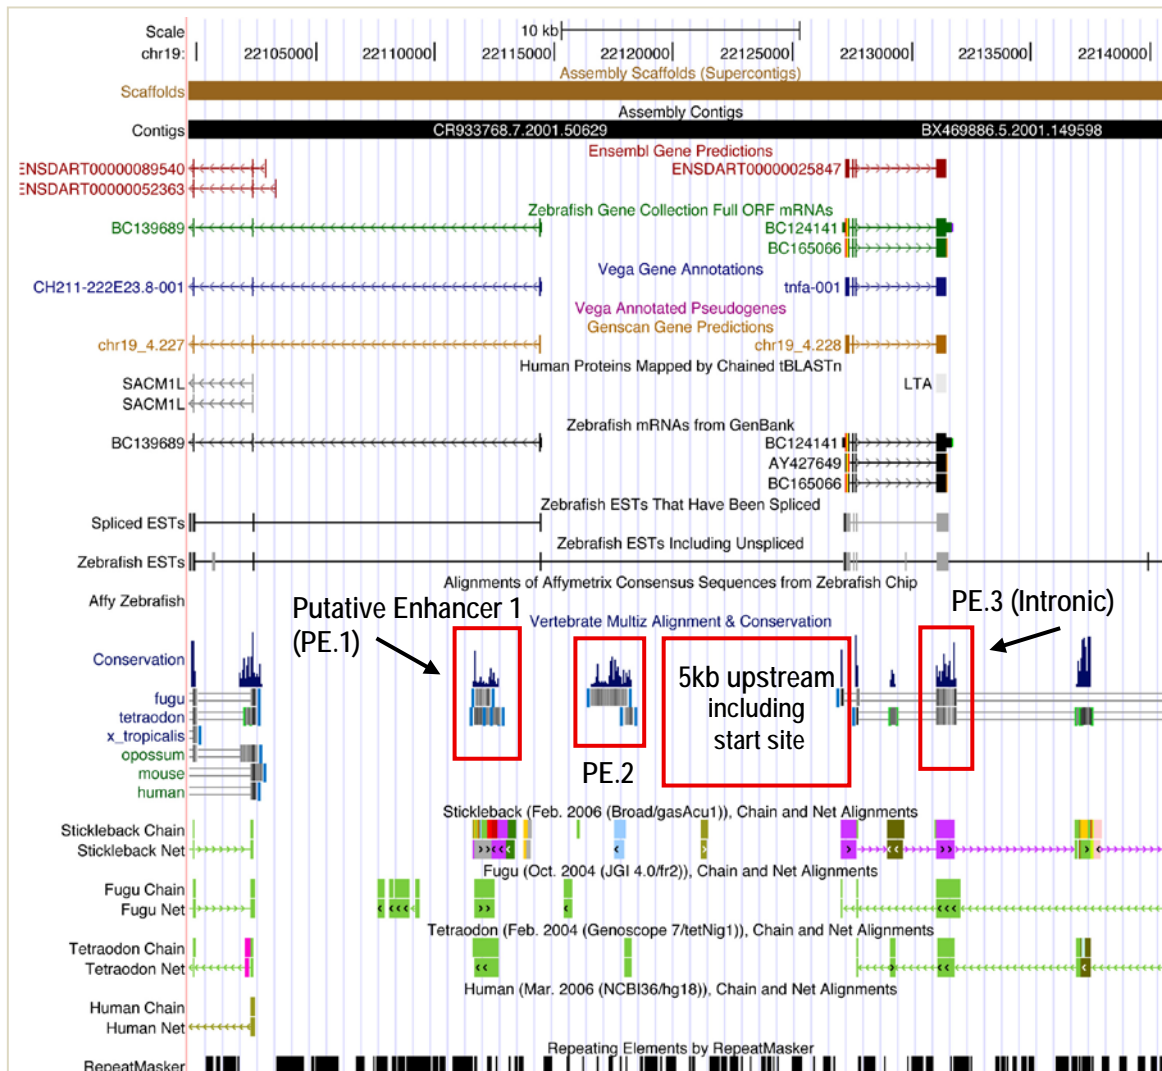 Scale 10 kb
chr19: 22105000 22110000 22115000 22120000 22125000 22130000 22135000 22140000
Assembly Scaffolds (Supercontigs)
Scaffolds
Assembly Contigs
Contigs CR933768.7.2001.50629 BX469886.5.2001.149598
Ensembl Gene Predictions
ENSDART00000089540 ENSDART00000025847
ENSDART00000052363
Zebrafish Gene Collection Full ORF mRNAs
BC139689 BC124141
BC165066
Vega Gene Annotations
CH211-222E23.8-001 tnfa-001
Vega Annotated Pseudogenes
Genscan Gene Predictions
chr19_4.227 chr19_4.228
Human Proteins Mapped by Chained tBLASTn
SACM1L LTA
SACM1L
Zebrafish mRNAs from GenBank
BC139689 BC124141
AY427649
BC165066
Zebrafish ESTs That Have Been Spliced
Spliced ESTs
Zebrafish ESTs Including Unspliced
Zebrafish ESTs
Alignments of Affymetrix Consensus Sequences from Zebrafish Chip
Affy Zebrafish
Putative Enhancer 1
(PE.1)
PE.3 (Intronic)
Vertebrate Multiz Alignment & Conservation
Conservation
5kb upstream
including
start site
fugu
tetraodon
x_tropicalis
opossum
mouse
human
PE.2
Stickleback (Feb. 2006 (Broad/gasAcu1)), Chain and Net Alignments
Stickleback Chain
Stickleback Net
Fugu (Oct. 2004 (JGI 4.0/fr2)), Chain and Net Alignments
Fugu Chain
Fugu Net
Tetraodon (Feb. 2004 (Genoscope 7/tetNig1)), Chain and Net Alignments
Tetraodon Chain
Tetraodon Net
Human (Mar. 2006 (NCBI36/hg18)), Chain and Net Alignments
Human Chain
Human Net
Repeating Elements by RepeatMasker
RepeatMasker